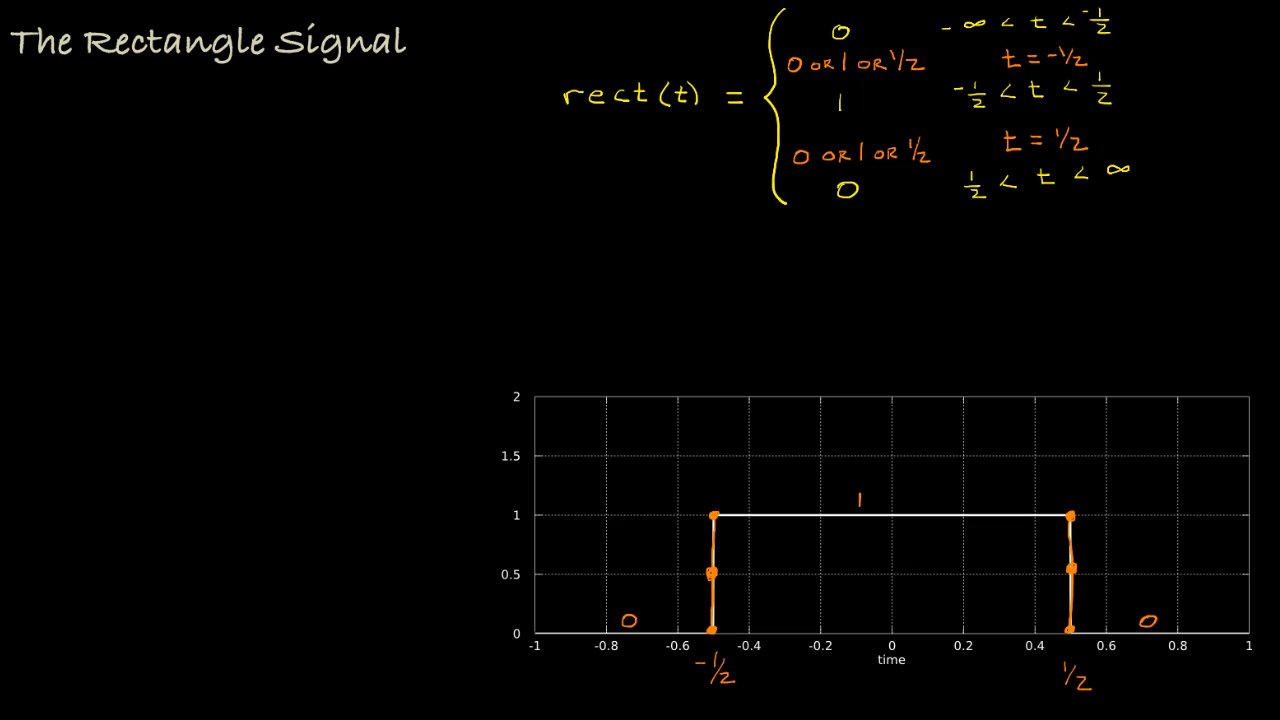 The Rectangle Signal
0 -∞ < t < -1/2
0 OR 1 OR 1/2 t = -1/2
rect(t) = 1 -1/2 < t < 1/2
0 OR 1 OR 1/2 t = 1/2
0 1/2 < t < ∞
2
1.5
1
1
0.5
0 0
0
-1 -0.8 -0.6 -0.4 -0.2 0 0.2 0.4 0.6 0.8 1
time
-1/2 1/2